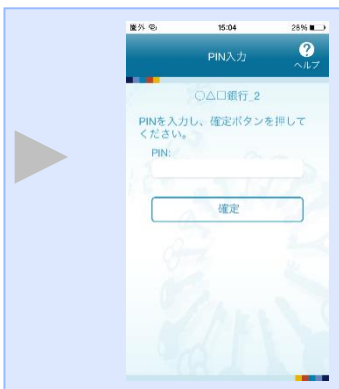 圏外 15:04 28%
PIN入力
?
ヘルプ
○△□銀行_2
PINを入力し、確定ボタンを押して
ください。
PIN:
確定